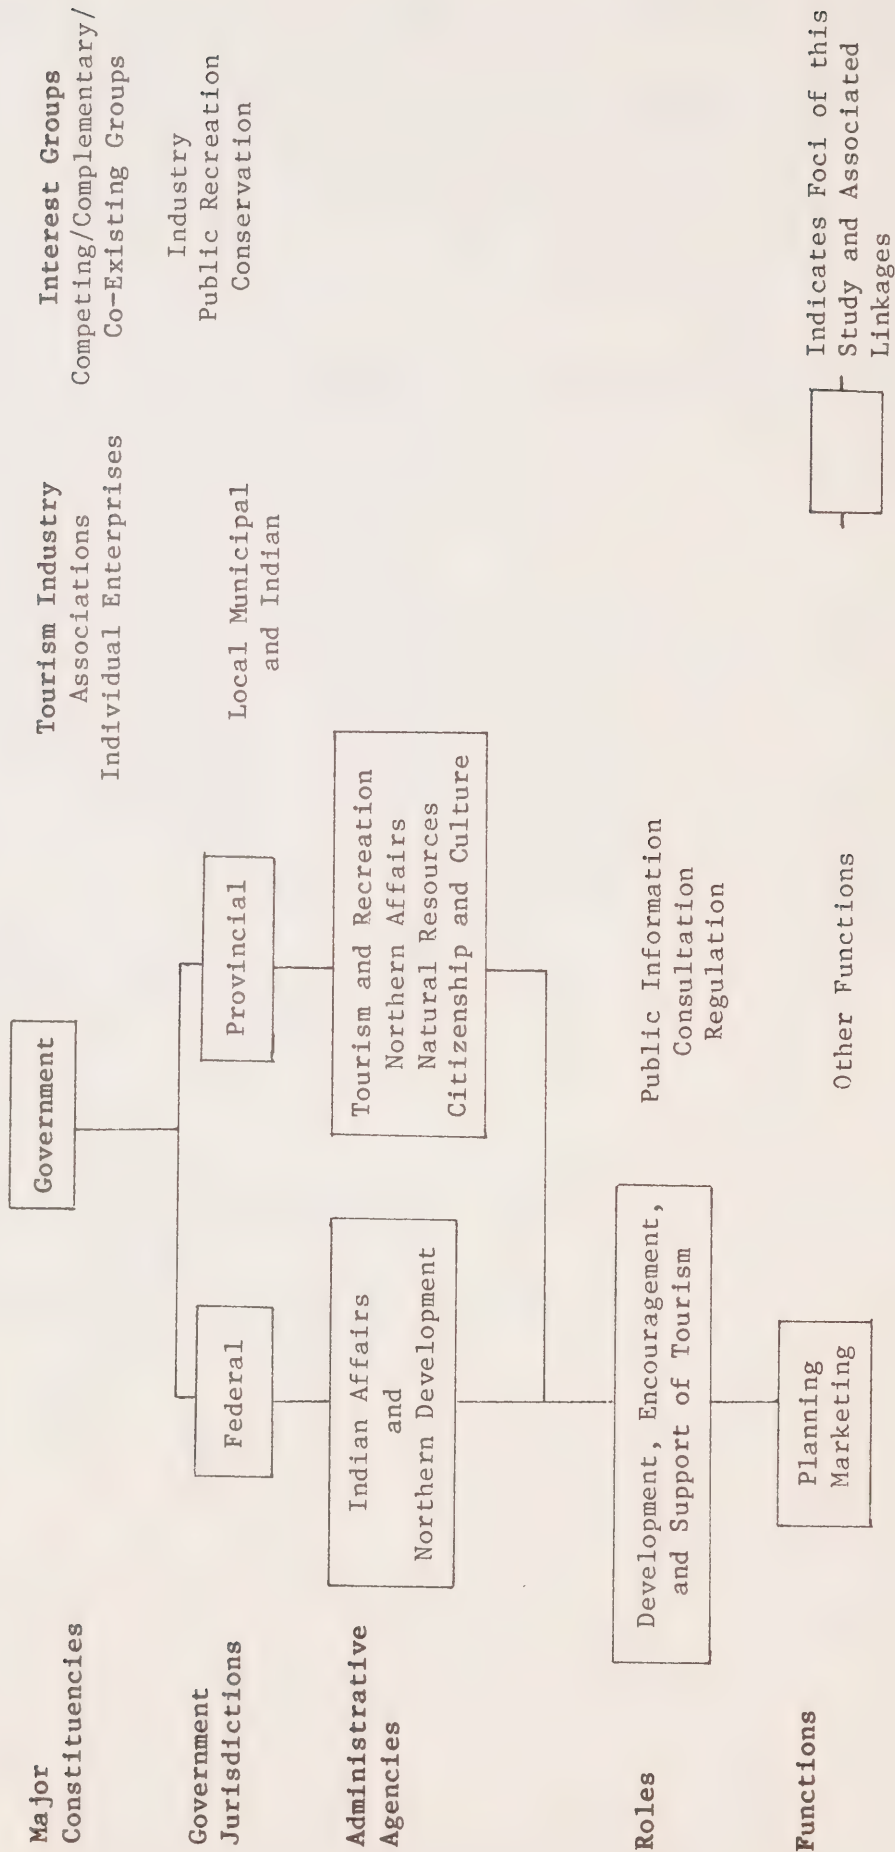 Major
Constituencies
Government
Tourism Industry
Associations
Individual Enterprises
Interest Groups
Competing/Complementary/
Co-Existing Groups
Government
Jurisdictions
Federal
Provincial
Local Municipal
and Indian
Industry
Public Recreation
Conservation
Administrative
Agencies
Indian Affairs
and
Northern Development
Tourism and Recreation
Northern Affairs
Natural Resources
Citizenship and Culture
Roles
Development, Encouragement,
and Support of Tourism
Public Information
Consultation
Regulation
Functions
Planning
Marketing
Other Functions
Indicates Foci of this
Study and Associated
Linkages